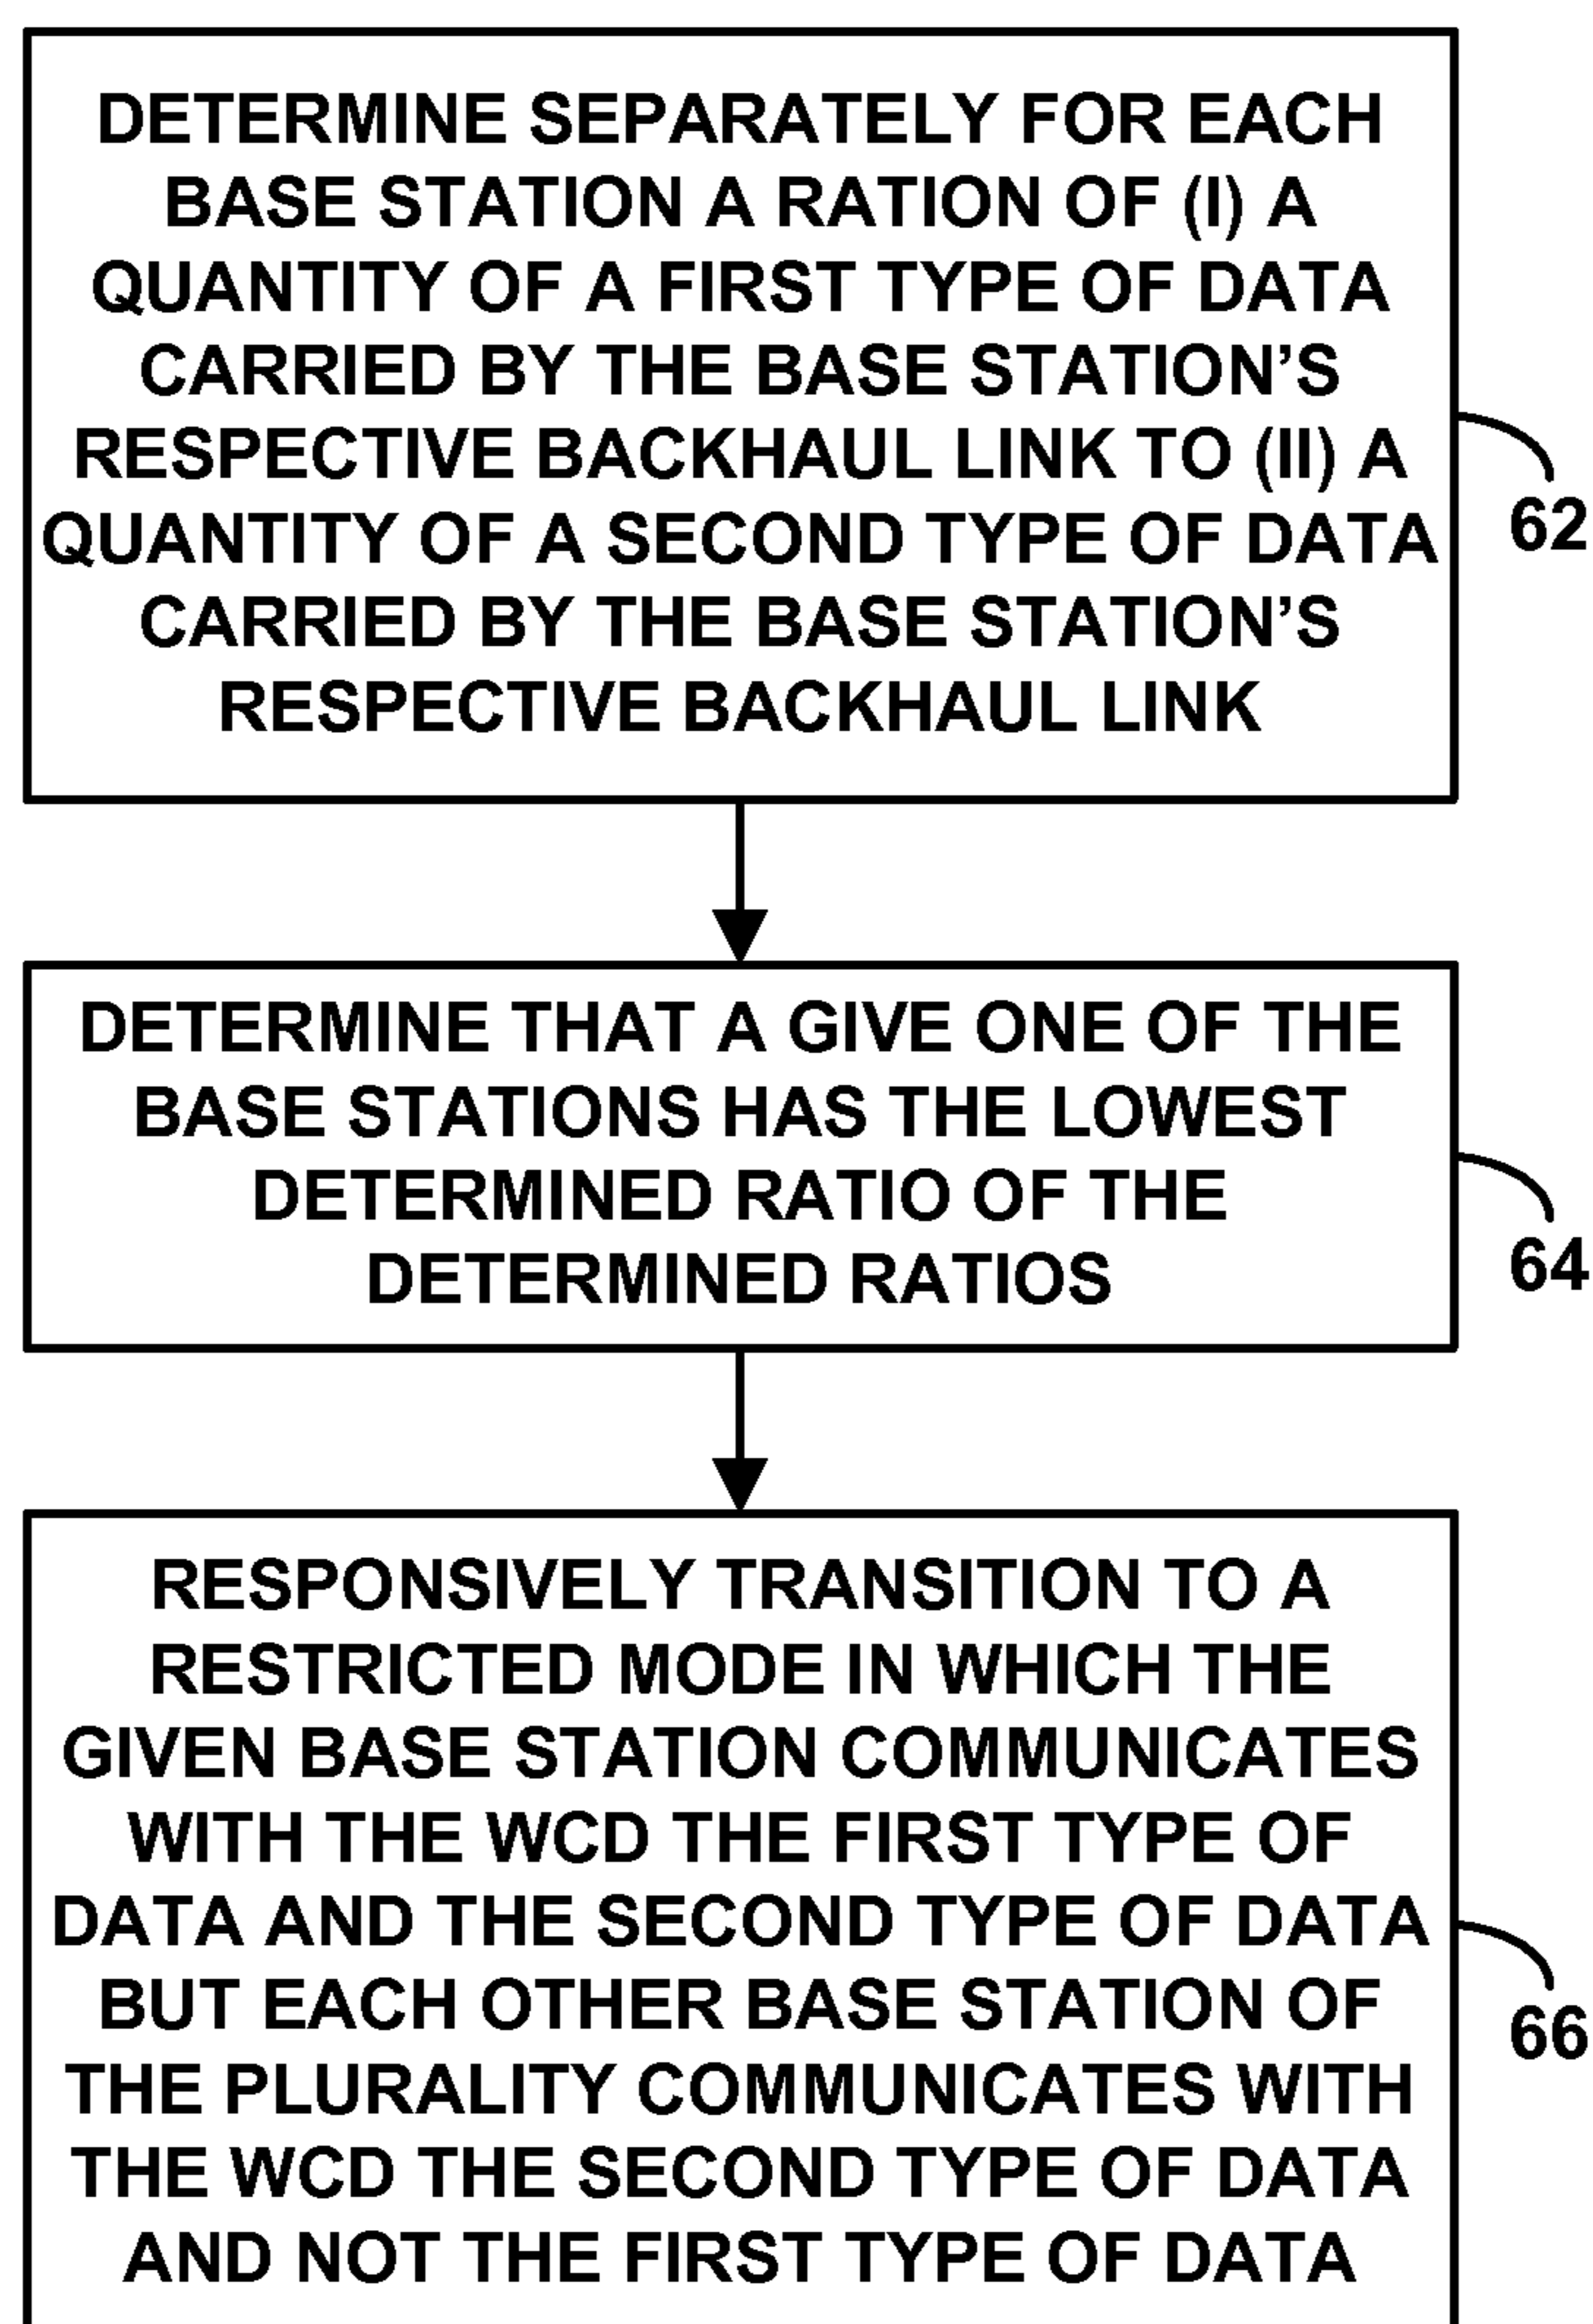 DETERMINE SEPARATELY FOR EACH
BASE STATION A RATION OF (I) A
QUANTITY OF A FIRST TYPE OF DATA
CARRIED BY THE BASE STATION’S
RESPECTIVE BACKHAUL LINK TO (II) A
QUANTITY OF A SECOND TYPE OF DATA
CARRIED BY THE BASE STATION’S
RESPECTIVE BACKHAUL LINK
62
DETERMINE THAT A GIVE ONE OF THE
BASE STATIONS HAS THE LOWEST
DETERMINED RATIO OF THE
DETERMINED RATIOS
64
RESPONSIVELY TRANSITION TO A
RESTRICTED MODE IN WHICH THE
GIVEN BASE STATION COMMUNICATES
WITH THE WCD THE FIRST TYPE OF
DATA AND THE SECOND TYPE OF DATA
BUT EACH OTHER BASE STATION OF
THE PLURALITY COMMUNICATES WITH
THE WCD THE SECOND TYPE OF DATA
AND NOT THE FIRST TYPE OF DATA
66